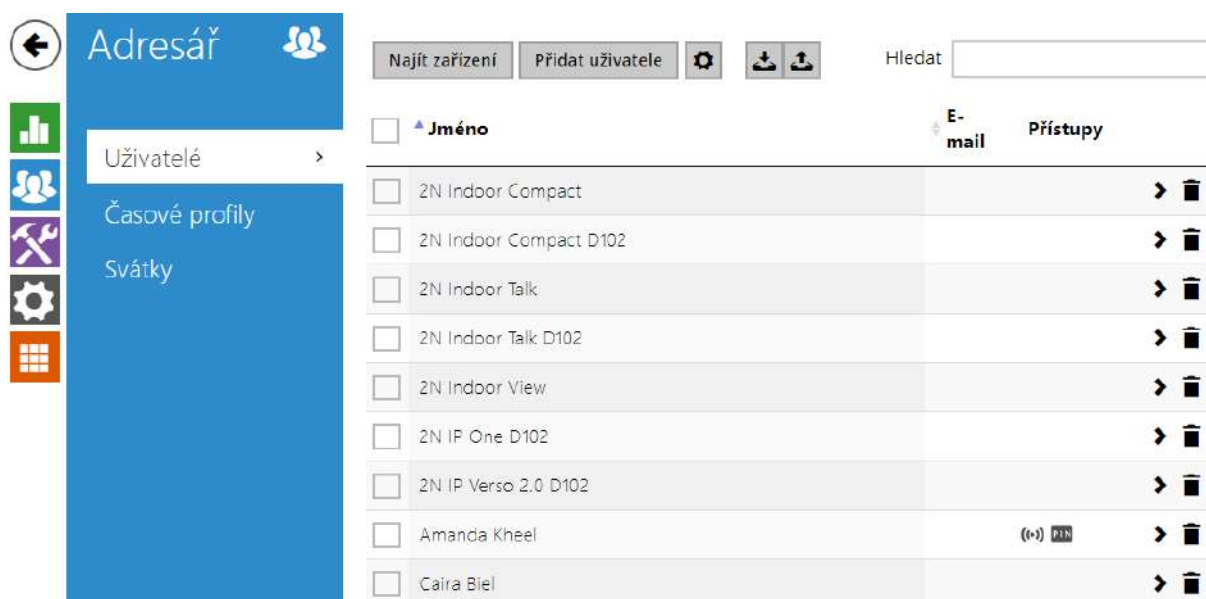 Adresář
Najít zařízení
Přidat uživatele
Hledat
Uživatelé
Časové profily
Svátky
Jméno
E-
mail
Přístupy
2N Indoor Compact
2N Indoor Compact D102
2N Indoor Talk
2N Indoor Talk D102
2N Indoor View
2N IP One D102
2N IP Verso 2.0 D102
Amanda Kheel
PIN
Caira Biel